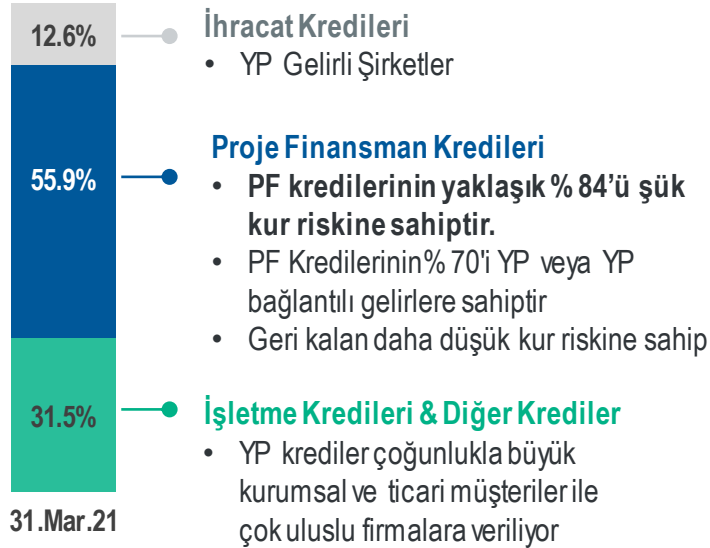 12.6%
İhracat Kredileri
• YP Gelirli Şirketler
55.9%
Proje Finansman Kredileri
• PF kredilerinin yaklaşık % 84’ü şük
kur riskine sahiptir.
• PF Kredilerinin% 70'i YP veya YP
bağlantılı gelirlere sahiptir
• Geri kalan daha düşük kur riskine sahip
31.5%
İşletme Kredileri & Diğer Krediler
• YP krediler çoğunlukla büyük
kurumsal ve ticari müşteriler ile
çok uluslu firmalara veriliyor
31.Mar.21